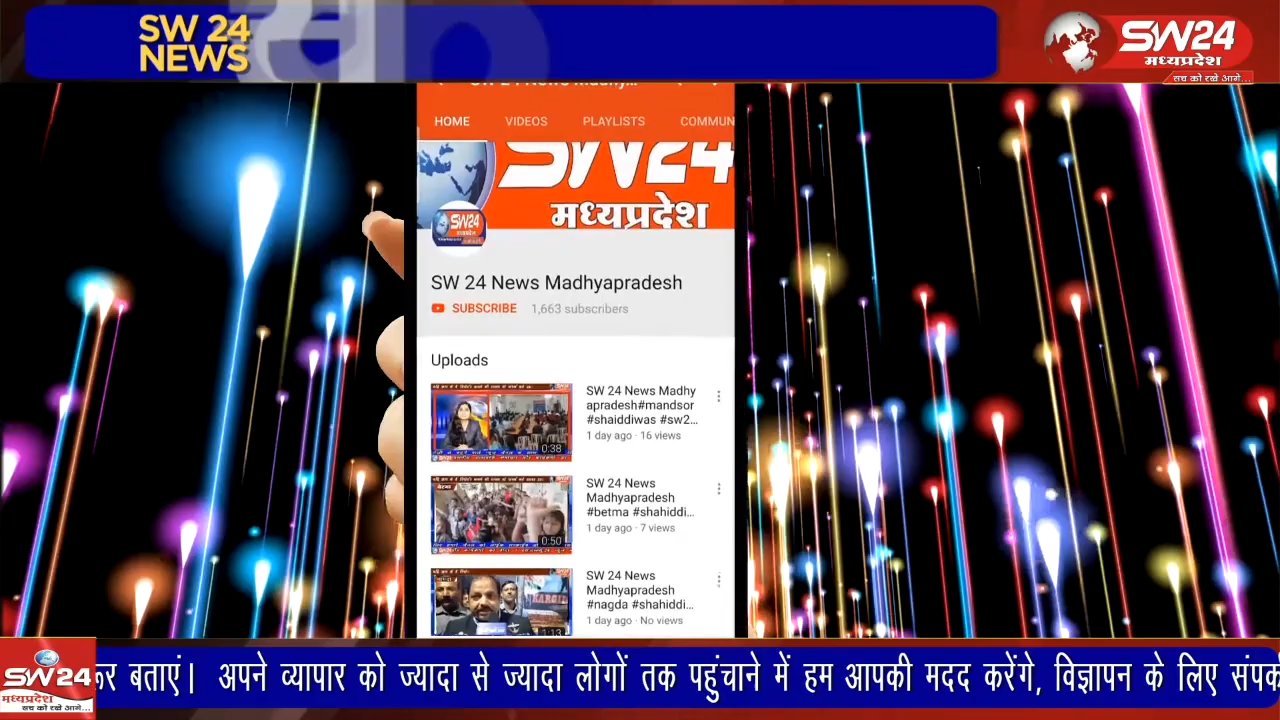 SW 24
NEWS
SW24
मध्यप्रदेश
सच को रखे आगे...
HOME VIDEOS PLAYLISTS COMMUN
SW24
मध्यप्रदेश
SW24
SW 24 News Madhyapradesh
SUBSCRIBE 1,663 subscribers
Uploads
SW 24 News Madhy
apradesh#mandsor
#shaiddiwas #sw2...
1 day ago · 16 views
0:38
SW 24 News
Madhyapradesh
#betma #shahiddi...
1 day ago · 7 views
0:50
SW 24 News
Madhyapradesh
#nagda #shahiddi...
1 day ago · No views
1:13
SW24
मध्यप्रदेश
सच को रखे आगे...
बताएं। अपने व्यापार को ज्यादा से ज्यादा लोगों तक पहुंचाने में हम आपकी मदद करेंगे, विज्ञापन के लिए संपर्क